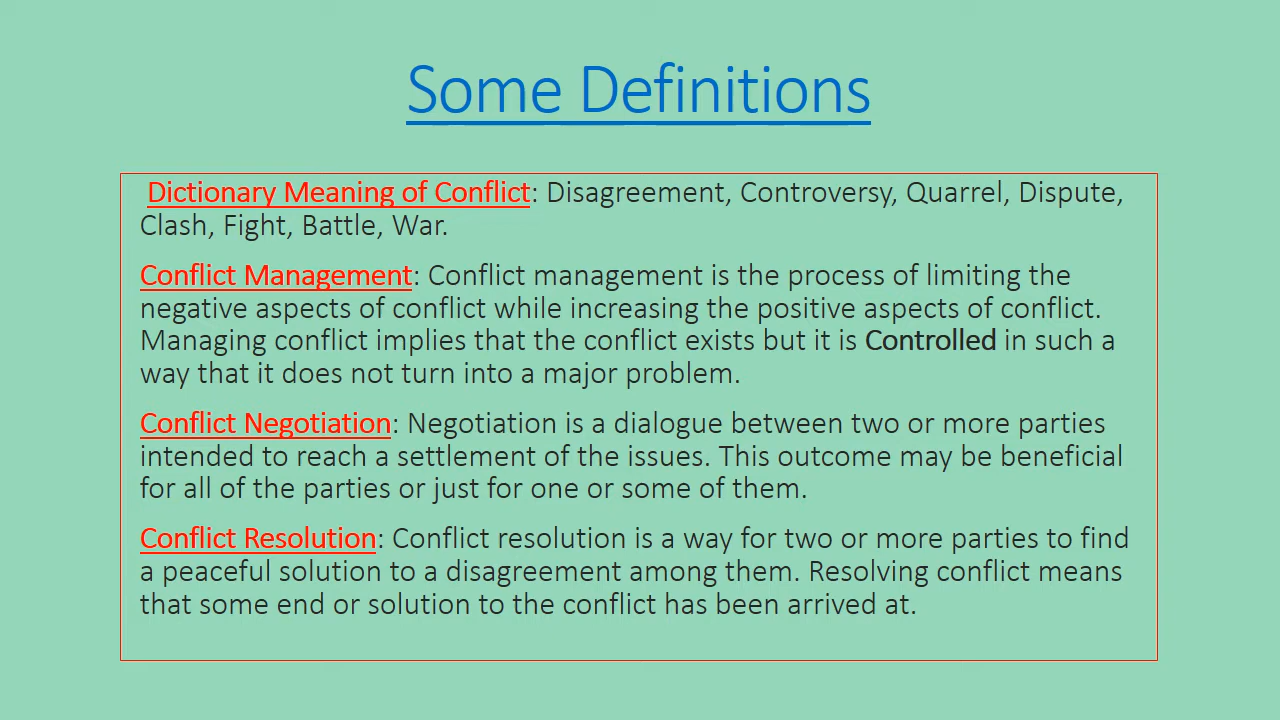 Some Definitions
Dictionary Meaning of Conflict: Disagreement, Controversy, Quarrel, Dispute,
Clash, Fight, Battle, War.
Conflict Management: Conflict management is the process of limiting the
negative aspects of conflict while increasing the positive aspects of conflict.
Managing conflict implies that the conflict exists but it is Controlled in such a
way that it does not turn into a major problem.
Conflict Negotiation: Negotiation is a dialogue between two or more parties
intended to reach a settlement of the issues. This outcome may be beneficial
for all of the parties or just for one or some of them.
Conflict Resolution: Conflict resolution is a way for two or more parties to find
a peaceful solution to a disagreement among them. Resolving conflict means
that some end or solution to the conflict has been arrived at.